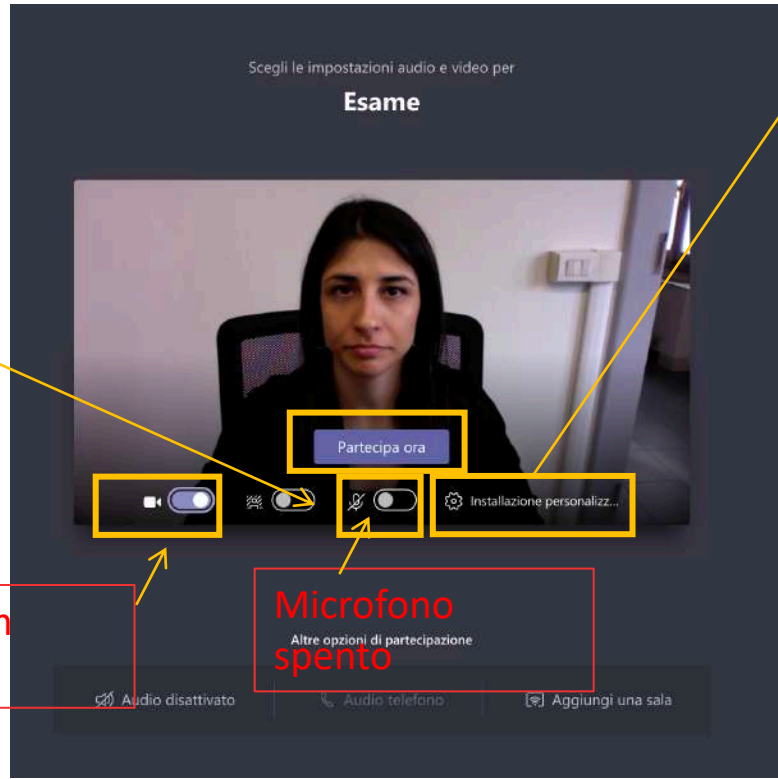 Scegli le impostazioni audio e video per
Esame
Partecipa ora
Installazione personalizz...
Microfono
spento
Altre opzioni di partecipazione
Audio disattivato
Audio telefono
Aggiungi una sala